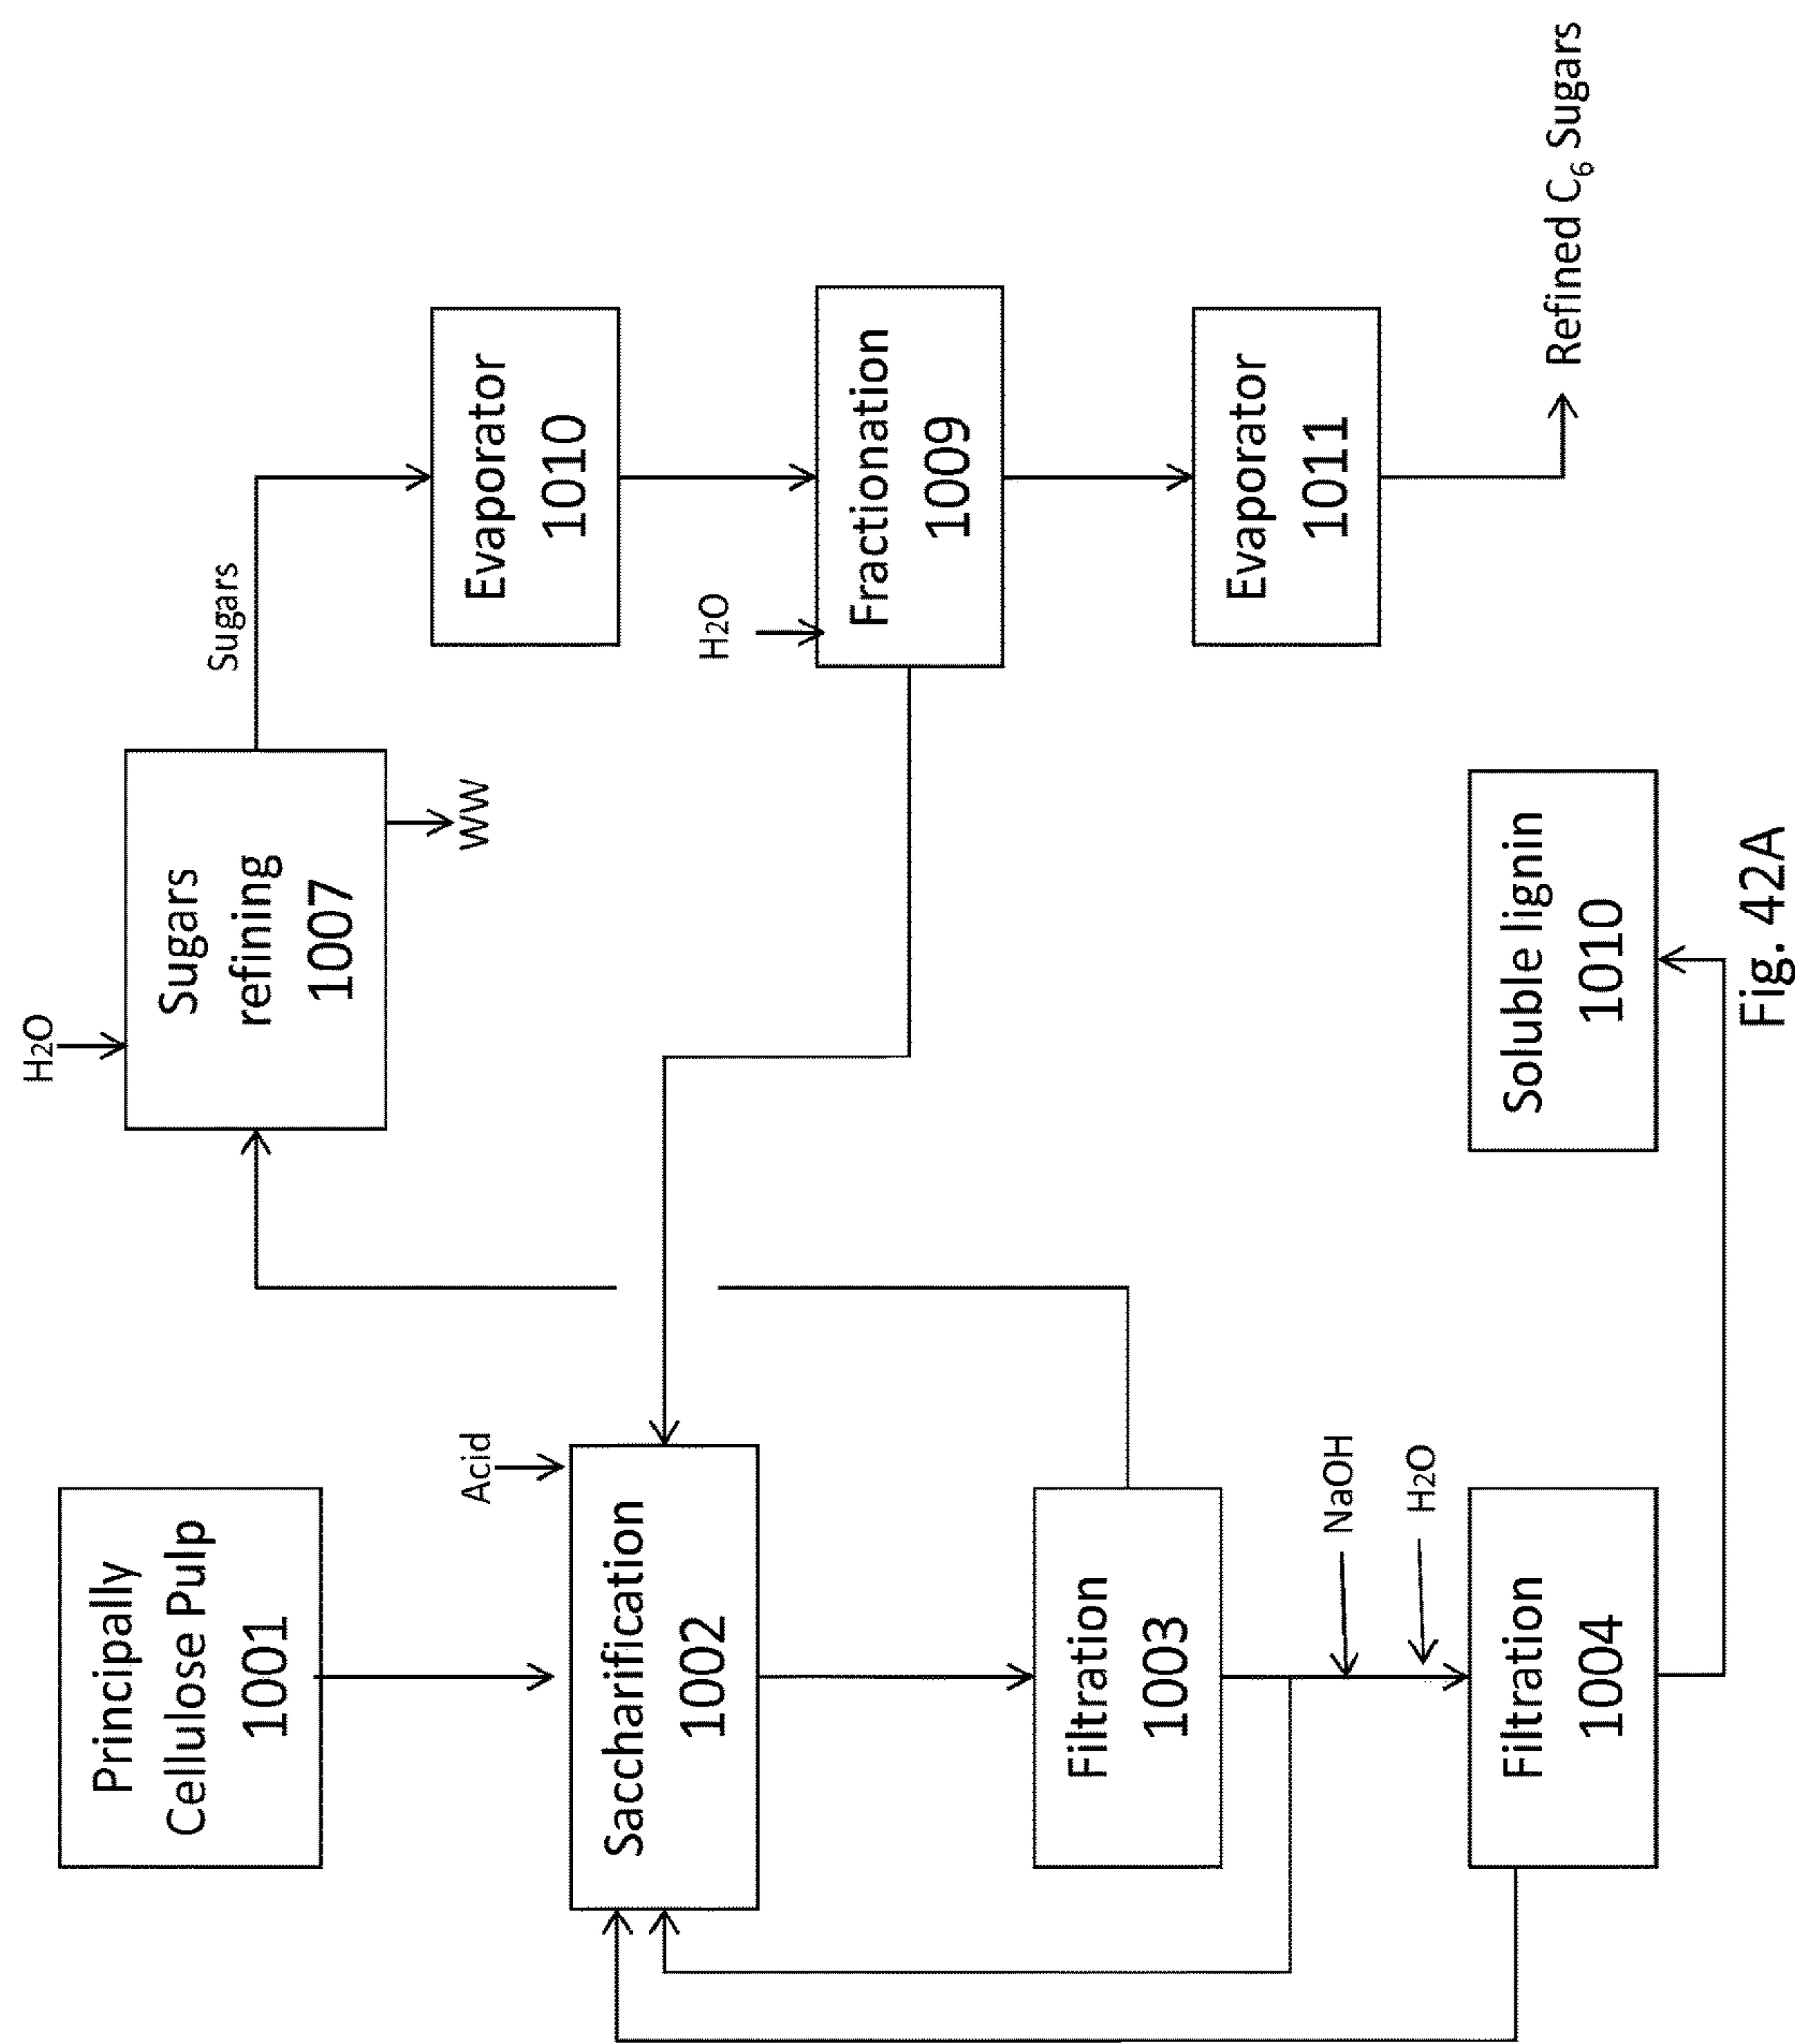 Principally
Cellulose Pulp
1001
Acid
Saccharification
1002
Filtration
1003
NaOH
H2O
Filtration
1004
H2O
Sugars
refining
1007
WW
Sugars
Evaporator
1010
H2O
Fractionation
1009
Evaporator
1011
Refined C6 Sugars
Soluble lignin
1010
Fig. 42A